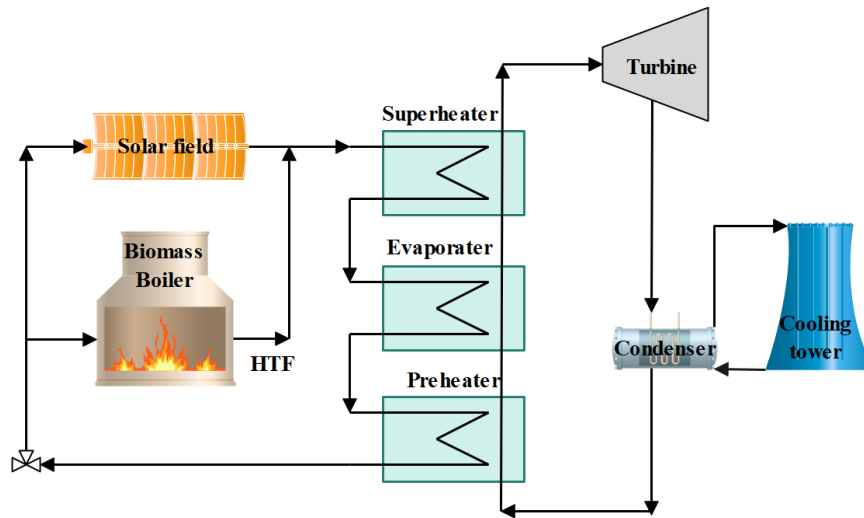 Turbine
Superheater
Solar field
Biomass
Boiler
Evaporater
HTF
Condenser
Cooling
tower
Preheater